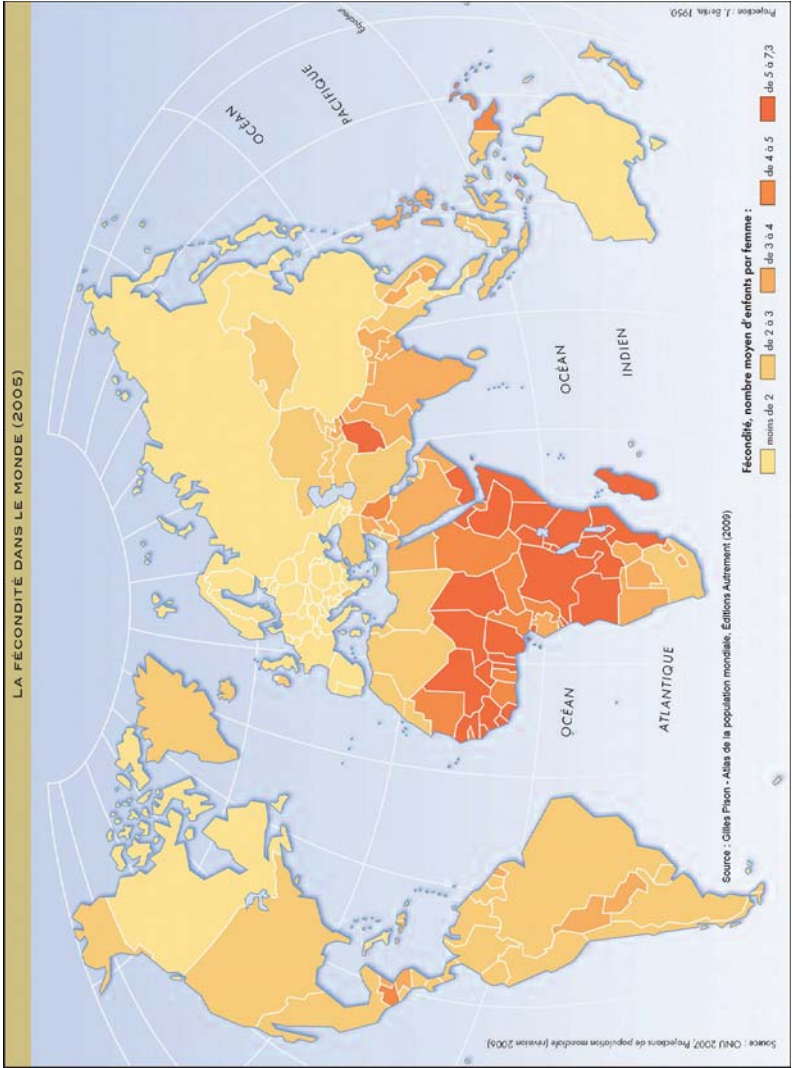 LA FÉCONDITÉ DANS LE MONDE (2005)
OCÉAN
PACIFIQUE
Équateur
OCÉAN
INDIEN
OCÉAN
ATLANTIQUE
Fécondité, nombre moyen d'enfants par femme :
moins de 2
de 2 à 3
de 3 à 4
de 4 à 5
de 5 à 7,3
Source : Gilles Pison - Atlas de la population mondiale, Editions Autrement (2009)
Source : ONU 2007, Projections de population mondiale (révision 2006)
Projection : J. Bertin, 1950.